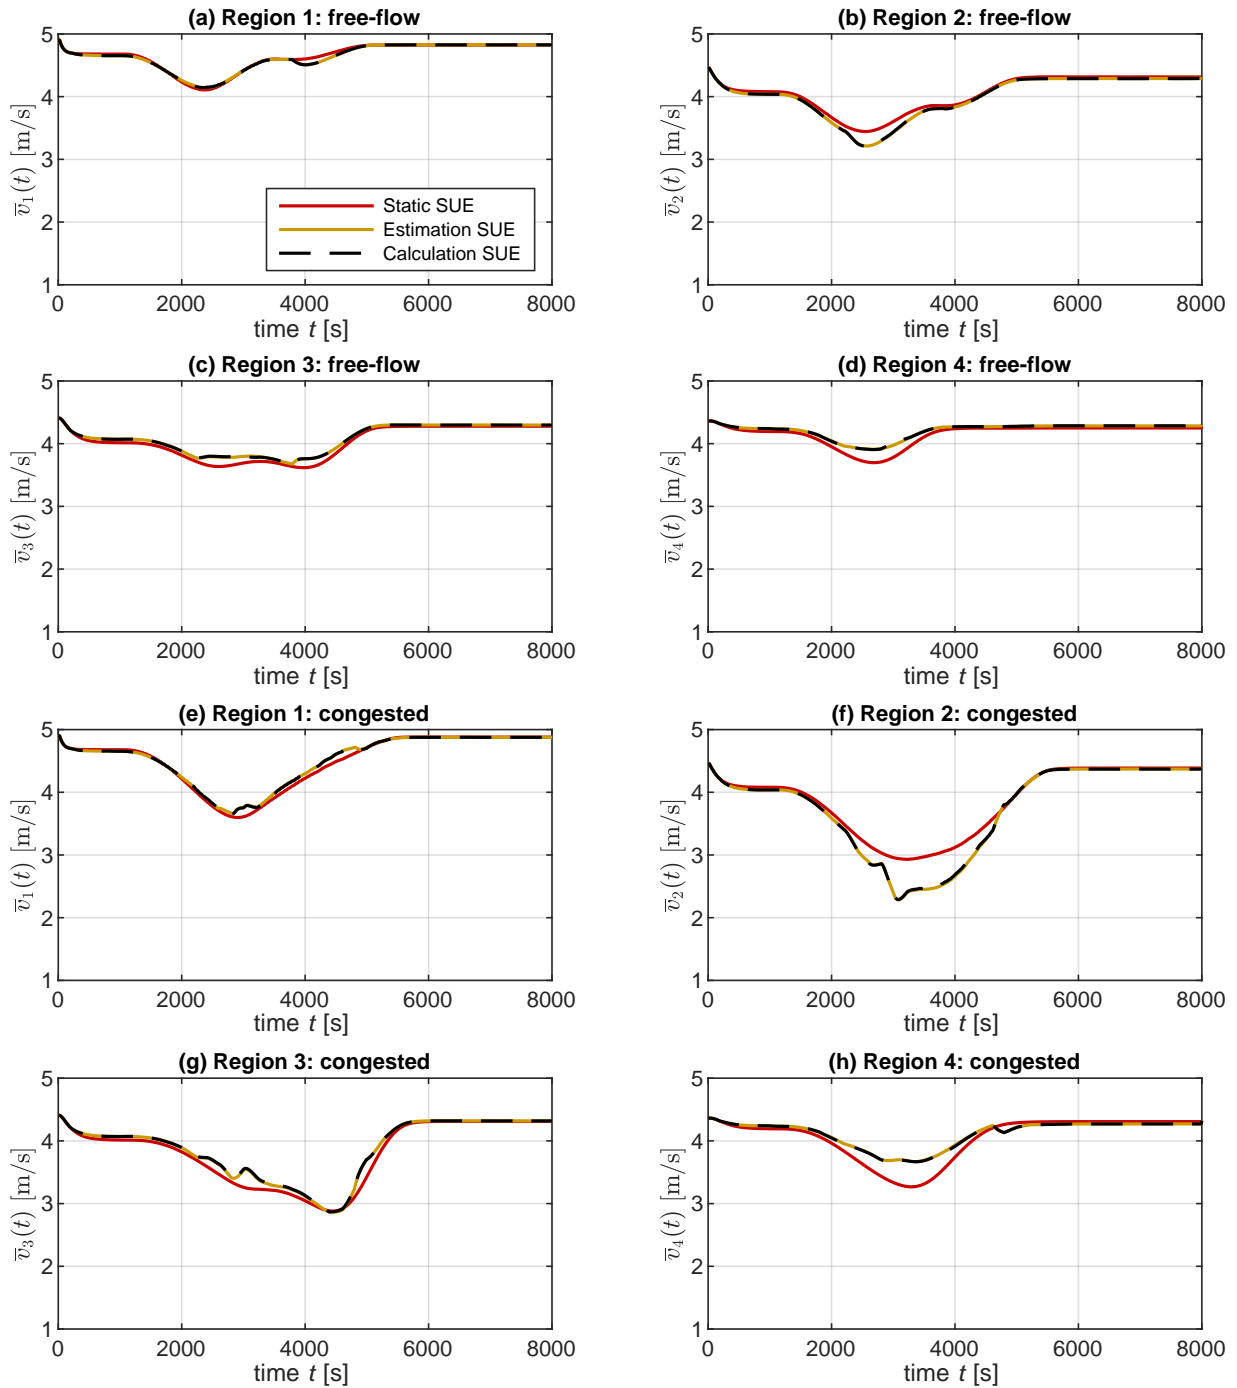 (a) Region 1: free-flow
5
4
3
2
1
v̅₁(t) [m/s]
Static SUE
Estimation SUE
Calculation SUE
0 2000 4000 6000 8000
time t [s]
(b) Region 2: free-flow
5
4
3
2
1
v̅₂(t) [m/s]
0 2000 4000 6000 8000
time t [s]
(c) Region 3: free-flow
5
4
3
2
1
v̅₃(t) [m/s]
0 2000 4000 6000 8000
time t [s]
(d) Region 4: free-flow
5
4
3
2
1
v̅₄(t) [m/s]
0 2000 4000 6000 8000
time t [s]
(e) Region 1: congested
5
4
3
2
1
v̅₁(t) [m/s]
0 2000 4000 6000 8000
time t [s]
(f) Region 2: congested
5
4
3
2
1
v̅₂(t) [m/s]
0 2000 4000 6000 8000
time t [s]
(g) Region 3: congested
5
4
3
2
1
v̅₃(t) [m/s]
0 2000 4000 6000 8000
time t [s]
(h) Region 4: congested
5
4
3
2
1
v̅₄(t) [m/s]
0 2000 4000 6000 8000
time t [s]